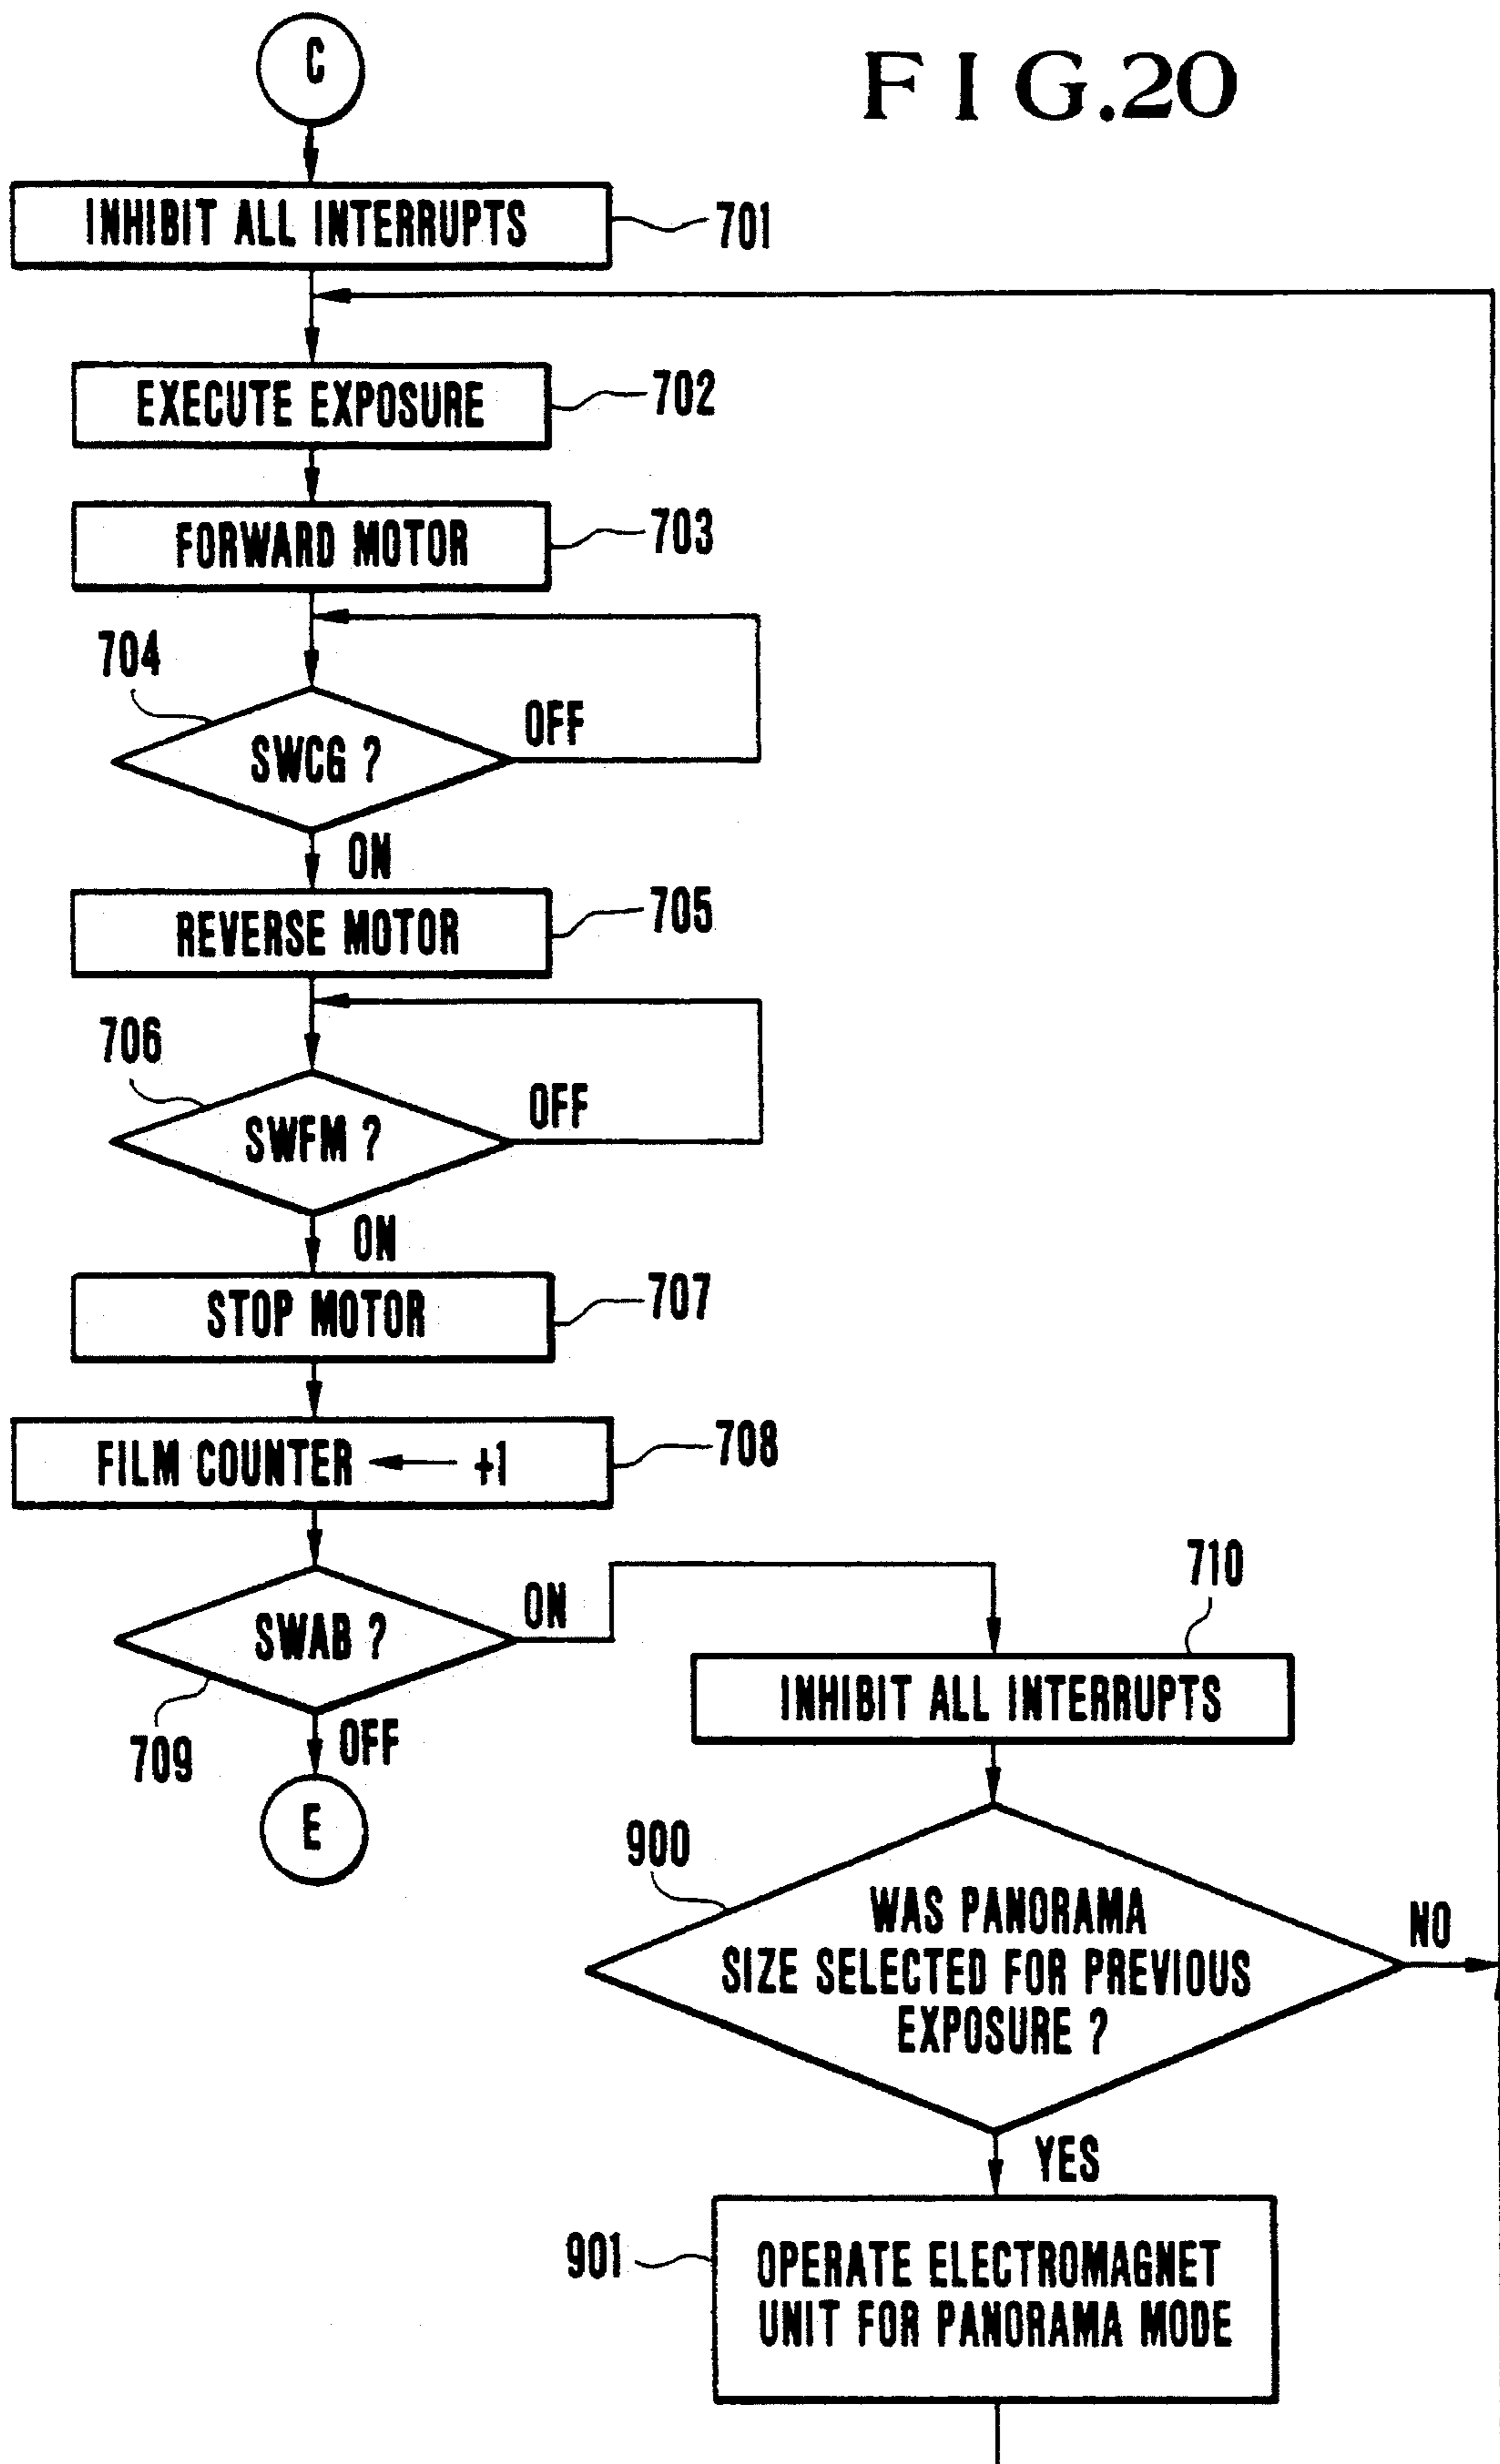 C
FIG.20
INHIBIT ALL INTERRUPTS
701
EXECUTE EXPOSURE
702
FORWARD MOTOR
703
704
SWCG ?
OFF
ON
REVERSE MOTOR
705
706
SWFM ?
OFF
ON
STOP MOTOR
707
FILM COUNTER ← +1
708
SWAB ?
ON
709
OFF
E
710
INHIBIT ALL INTERRUPTS
900
WAS PANORAMA
SIZE SELECTED FOR PREVIOUS
EXPOSURE ?
NO
YES
901
OPERATE ELECTROMAGNET
UNIT FOR PANORAMA MODE